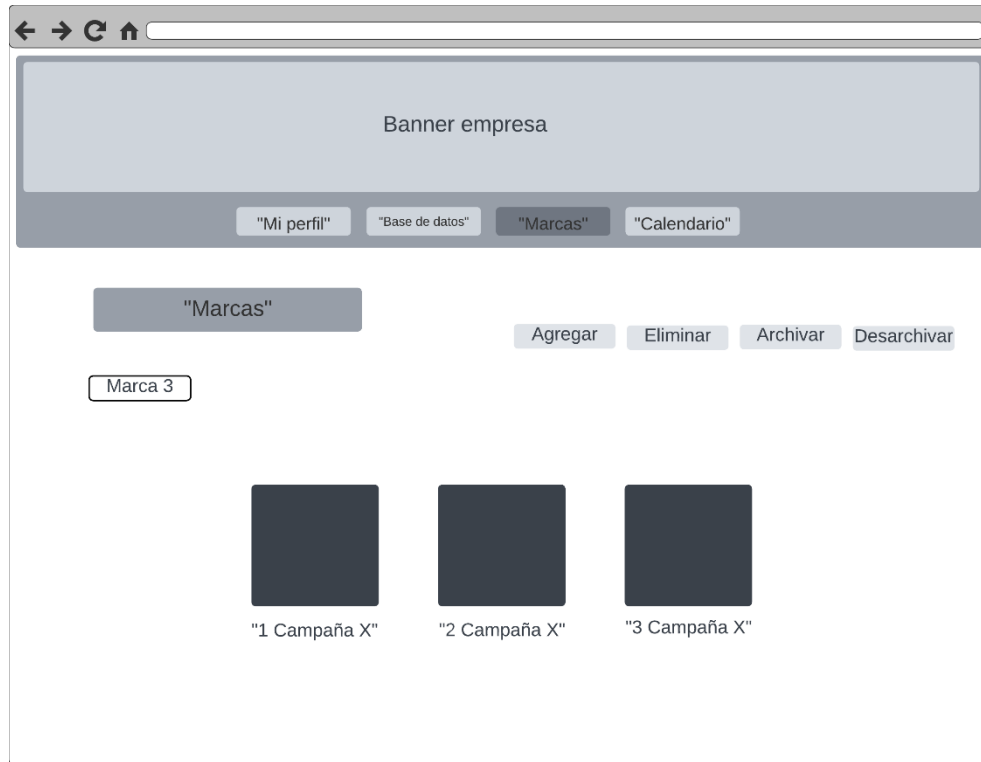 Banner empresa
"Mi perfil" "Base de datos" "Marcas" "Calendario"
"Marcas"
Agregar Eliminar Archivar Desarchivar
Marca 3
"1 Campaña X" "2 Campaña X" "3 Campaña X"